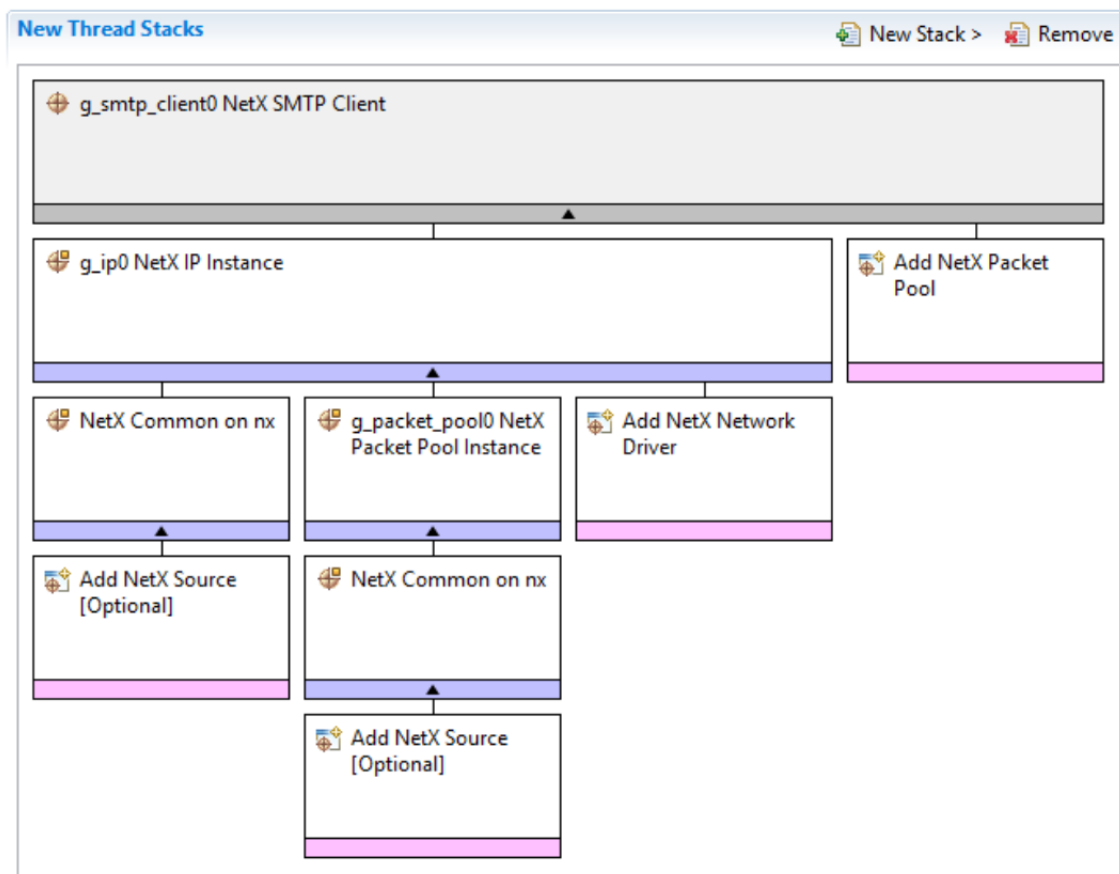 New Thread Stacks
New Stack >
Remove
g_smtp_client0 NetX SMTP Client
g_ip0 NetX IP Instance
Add NetX Packet
Pool
NetX Common on nx
g_packet_pool0 NetX
Packet Pool Instance
Add NetX Network
Driver
Add NetX Source
[Optional]
NetX Common on nx
Add NetX Source
[Optional]